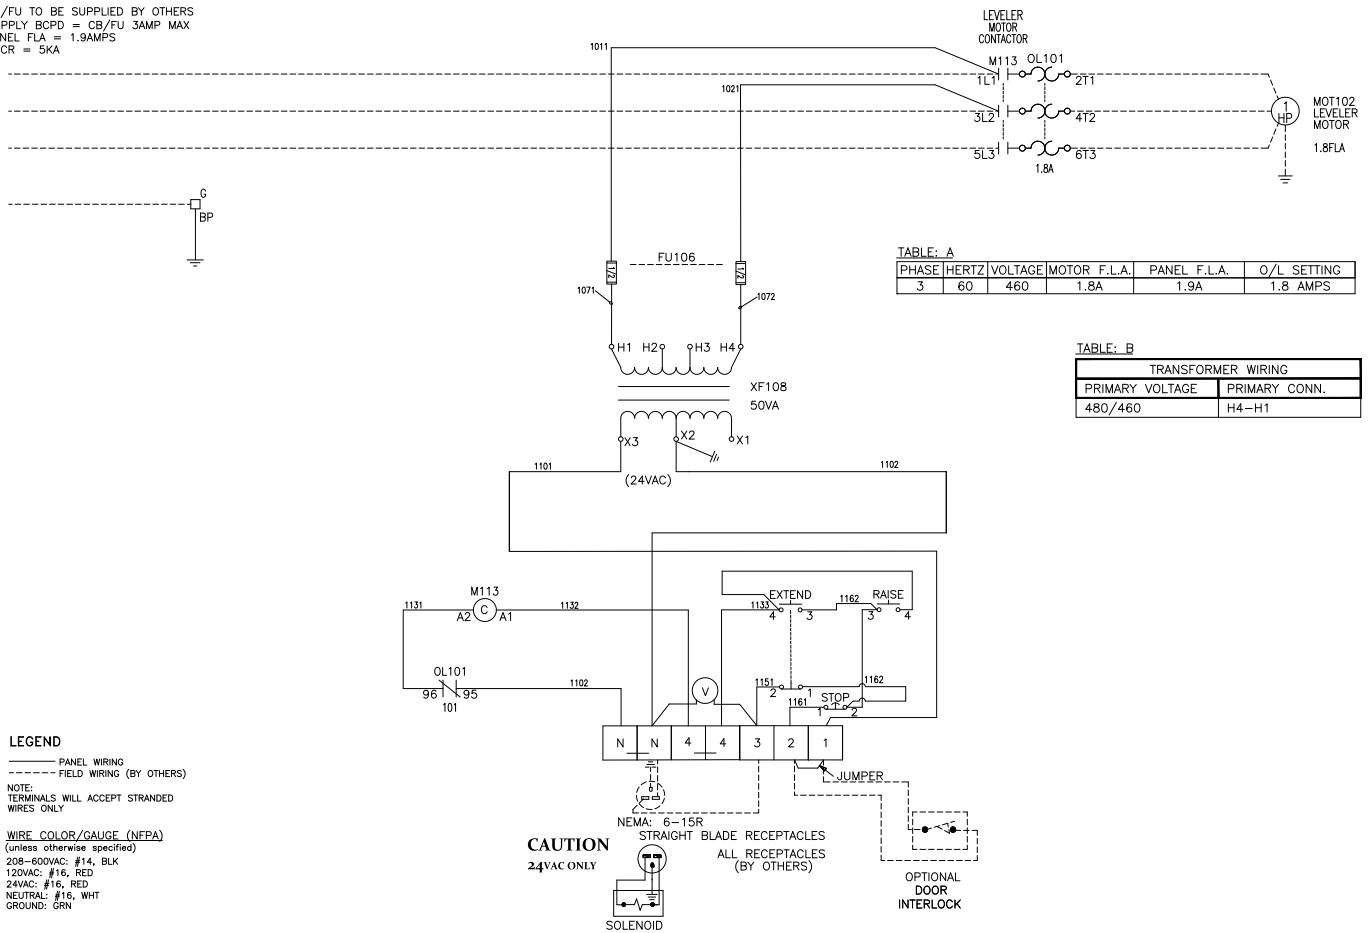 /FU TO BE SUPPLIED BY OTHERS
PPLY BCPD = CB/FU 3AMP MAX
NEL FLA = 1.9AMPS
CR = 5KA
LEVELER
MOTOR
CONTACTOR
1011
M113 OL101
1L1 2T1
1021
3L2 4T2
5L3 6T3
1.8A
1
HP
MOT102
LEVELER
MOTOR
1.8FLA
G
BP
FU106
1/2 1/2
1071
1072
TABLE: A
PHASE HERTZ VOLTAGE MOTOR F.L.A. PANEL F.L.A. O/L SETTING
3 60 460 1.8A 1.9A 1.8 AMPS
H1 H2 H3 H4
XF108
50VA
TABLE: B
TRANSFORMER WIRING
PRIMARY VOLTAGE PRIMARY CONN.
480/460 H4-H1
X3 X2 X1
1101 1102
(24VAC)
M113
1131 C 1132
A2 A1
EXTEND RAISE
1133 1162
4 3 3 4
OL101
96 95
101
1102
V
1151 1162
2 1
STOP
1161
1 2
N N 4 4 3 2 1
JUMPER
NEMA: 6-15R
STRAIGHT BLADE RECEPTACLES
CAUTION
24VAC ONLY
ALL RECEPTACLES
(BY OTHERS)
SOLENOID
OPTIONAL
DOOR
INTERLOCK
LEGEND
PANEL WIRING
FIELD WIRING (BY OTHERS)
NOTE:
TERMINALS WILL ACCEPT STRANDED
WIRES ONLY
WIRE COLOR/GAUGE (NFPA)
(unless otherwise specified)
208-600VAC: #14, BLK
120VAC: #16, RED
24VAC: #16, RED
NEUTRAL: #16, WHT
GROUND: GRN